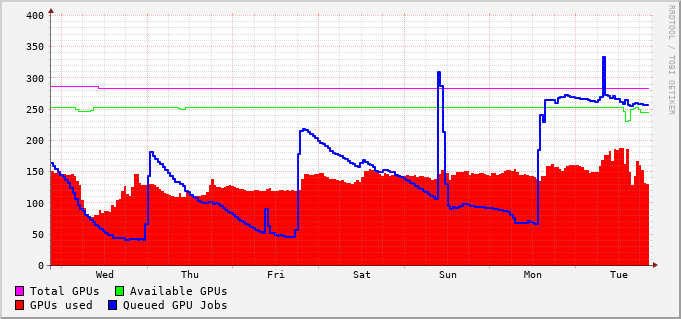 400
350
300
250
200
150
100
50
0
Wed Thu Fri Sat Sun Mon Tue
Total GPUs Available GPUs
GPUs used Queued GPU Jobs
RRDTOOL / TOBI OETIKER